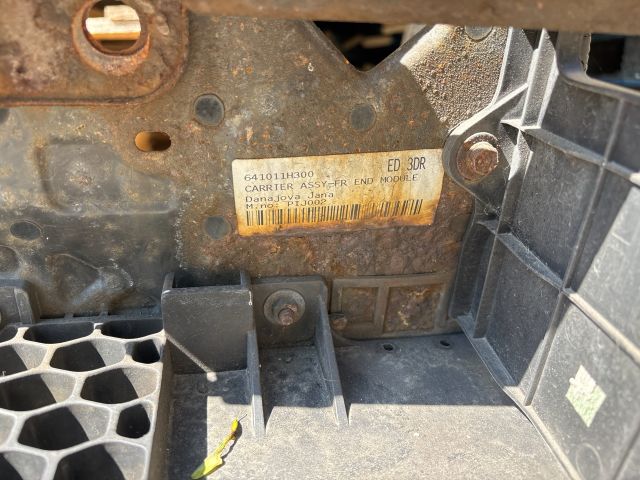 641011H300 ED 3DR
CARRIER ASSY-FR END MODULE
Danajova Jana
M.no: PIJ002